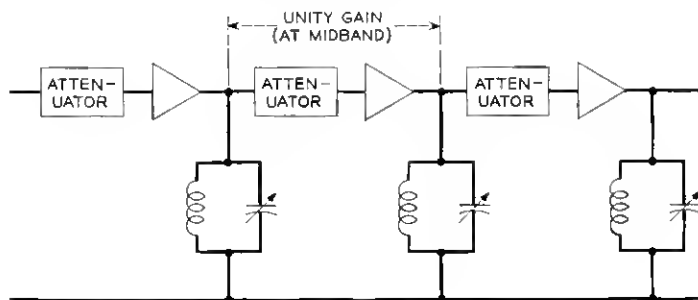 UNITY GAIN
(AT MIDBAND)
ATTEN-
UATOR
ATTEN-
UATOR
ATTEN-
UATOR